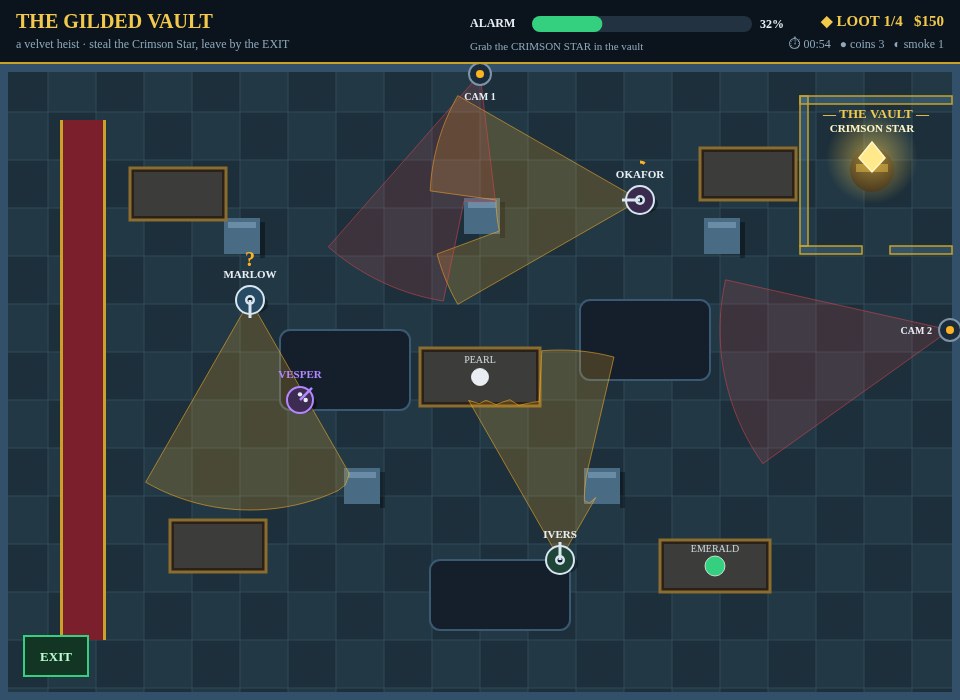 THE GILDED VAULT
a velvet heist · steal the Crimson Star, leave by the EXIT
ALARM 32%
Grab the CRIMSON STAR in the vault
◆ LOOT 1/4 $150
⏱ 00:54 ● coins 3 ◖ smoke 1
CAM 1
— THE VAULT —
CRIMSON STAR
OKAFOR
?
MARLOW
CAM 2
PEARL
VESPER
IVERS
EMERALD
EXIT